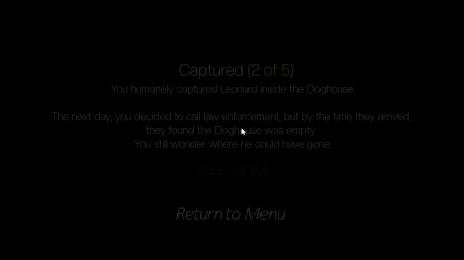 Captured (2 of 5)
You humanely captured Leonard inside the Doghouse.
The next day, you decided to call law enforcement, but by the time they arrived,
they found the Doghouse was empty.
You still wonder where he could have gone.
Return to Menu